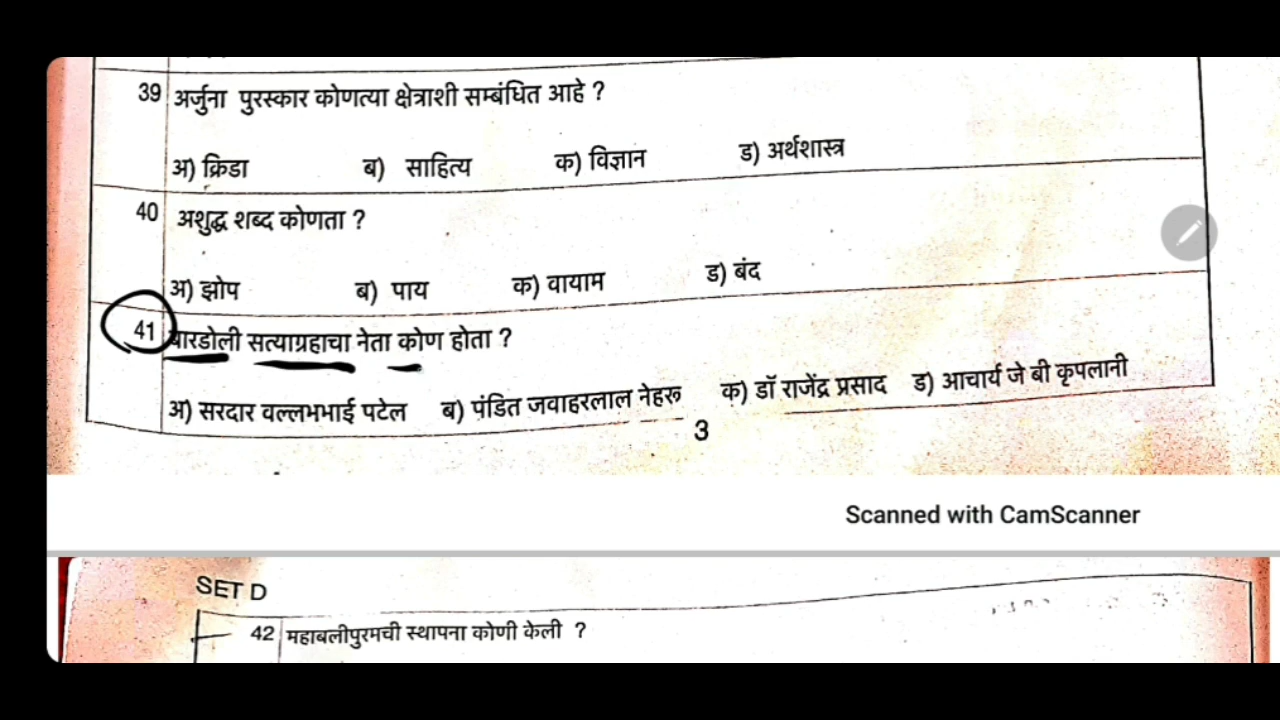 39 अर्जुना पुरस्कार कोणत्या क्षेत्राशी सम्बंधित आहे ?
अ) क्रिडा ब) साहित्य क) विज्ञान ड) अर्थशास्त्र
40 अशुद्ध शब्द कोणता ?
अ) झोप ब) पाय क) वायाम ड) बंद
41 बारडोली सत्याग्रहाचा नेता कोण होता ?
अ) सरदार वल्लभभाई पटेल ब) पंडित जवाहरलाल नेहरू क) डॉ राजेंद्र प्रसाद ड) आचार्य जे बी कृपलानी
3
Scanned with CamScanner
SET D
42 महाबलीपुरमची स्थापना कोणी केली ?